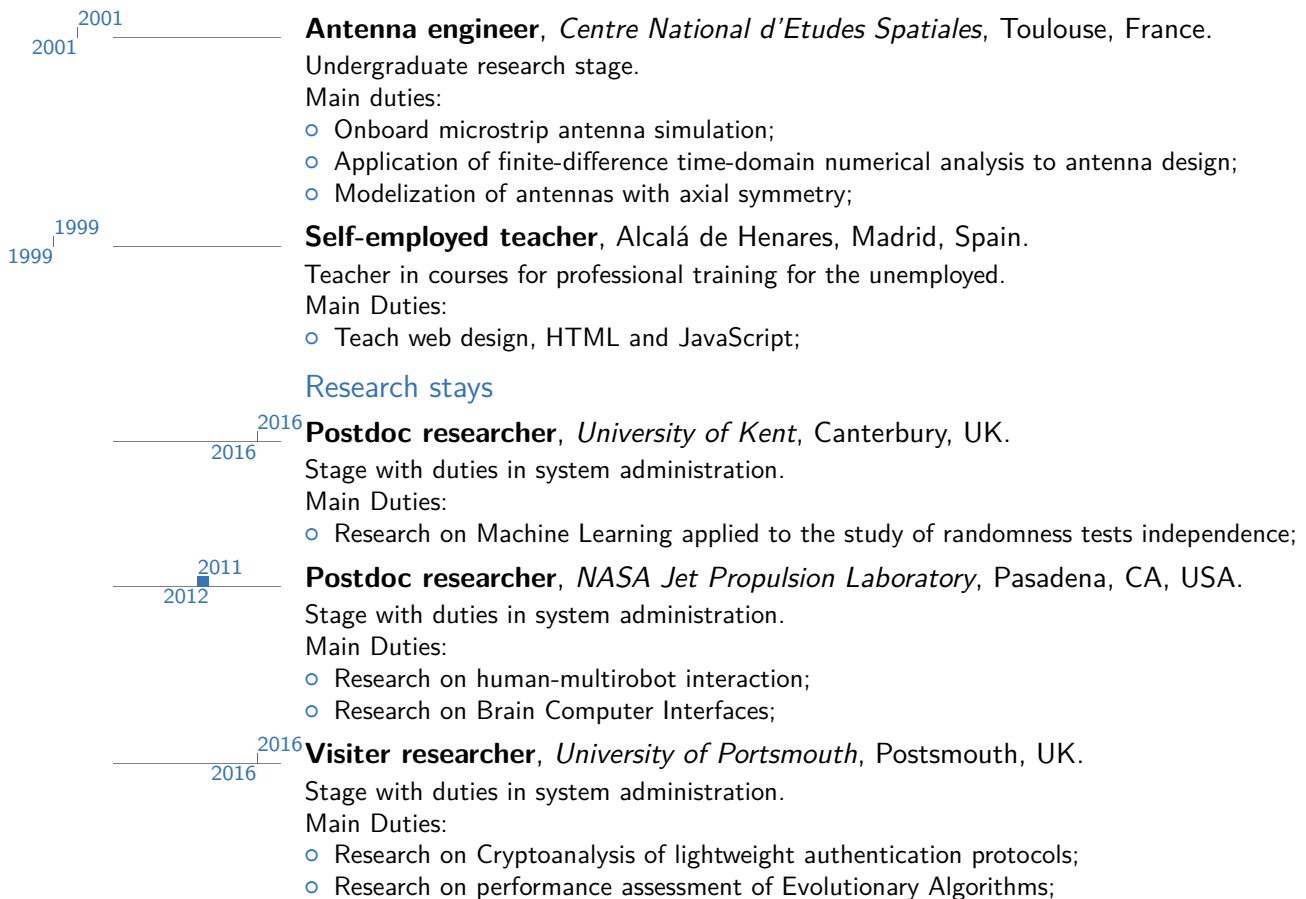 2001
2001
Antenna engineer, Centre National d'Etudes Spatiales, Toulouse, France.
Undergraduate research stage.
Main duties:
Onboard microstrip antenna simulation;
Application of finite-difference time-domain numerical analysis to antenna design;
Modelization of antennas with axial symmetry;
1999
1999
Self-employed teacher, Alcalá de Henares, Madrid, Spain.
Teacher in courses for professional training for the unemployed.
Main Duties:
Teach web design, HTML and JavaScript;
Research stays
2016
2016
Postdoc researcher, University of Kent, Canterbury, UK.
Stage with duties in system administration.
Main Duties:
Research on Machine Learning applied to the study of randomness tests independence;
2011
2012
Postdoc researcher, NASA Jet Propulsion Laboratory, Pasadena, CA, USA.
Stage with duties in system administration.
Main Duties:
Research on human-multirobot interaction;
Research on Brain Computer Interfaces;
2016
2016
Visiter researcher, University of Portsmouth, Postsmouth, UK.
Stage with duties in system administration.
Main Duties:
Research on Cryptoanalysis of lightweight authentication protocols;
Research on performance assessment of Evolutionary Algorithms;